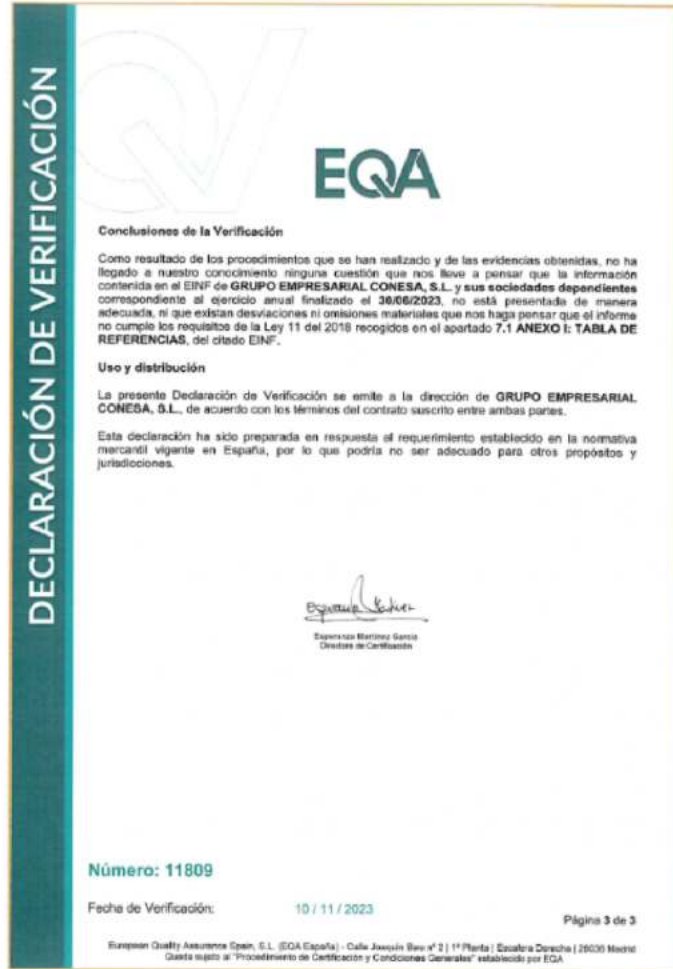 DECLARACIÓN DE VERIFICACIÓN
EQA
Conclusiones de la Verificación
Como resultado de los procedimientos que se han realizado y de las evidencias obtenidas, no ha
llegado a nuestro conocimiento ninguna cuestión que nos lleve a pensar que la información
contenida en el EINF de GRUPO EMPRESARIAL CONESA, S.L. y sus sociedades dependientes
correspondiente al ejercicio anual finalizado el 30/06/2023, no está presentada de manera
adecuada, ni que existan desviaciones ni omisiones materiales que nos haga pensar que el informe
no cumple los requisitos de la Ley 11 del 2018 recogidos en el apartado 7.1 ANEXO I: TABLA DE
REFERENCIAS, del citado EINF.
Uso y distribución
La presente Declaración de Verificación se emite a la dirección de GRUPO EMPRESARIAL
CONESA, S.L., de acuerdo con los términos del contrato suscrito entre ambas partes.
Esta declaración ha sido preparada en respuesta al requerimiento establecido en la normativa
mercantil vigente en España, por lo que podría no ser adecuado para otros propósitos y
jurisdicciones.
Esperanza Martínez García
Directora de Certificación
Número: 11809
Fecha de Verificación: 10 / 11 / 2023
Página 3 de 3
European Quality Assurance Spain, S.L. (EQA España) - Calle Joaquín Bau nº 2 | 1ª Planta | Escalera Derecha | 28036 Madrid
Queda sujeto al "Procedimiento de Certificación y Condiciones Generales" establecido por EQA